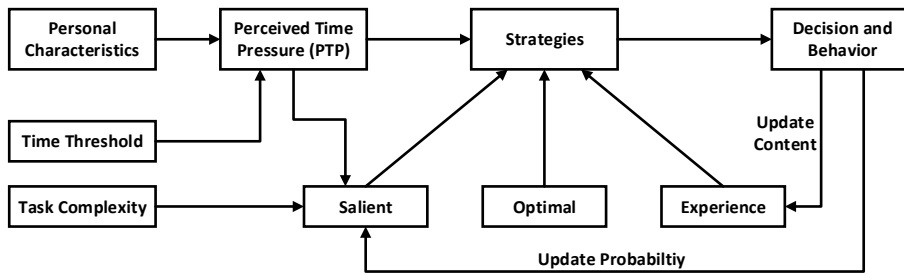 Personal
Characteristics
Perceived Time
Pressure (PTP)
Strategies
Decision and
Behavior
Time Threshold
Update
Content
Task Complexity
Salient
Optimal
Experience
Update Probabiltiy